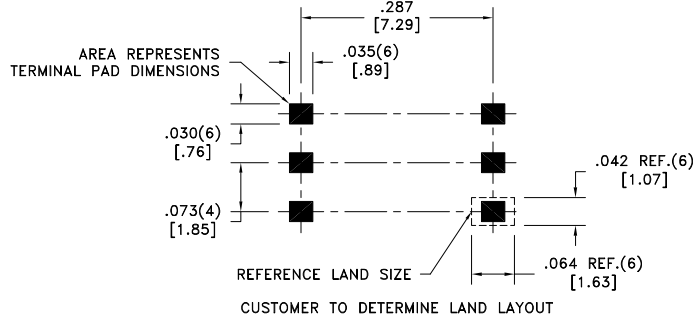 .287
[7.29]
AREA REPRESENTS
TERMINAL PAD DIMENSIONS
.035(6)
[.89]
.030(6)
[.76]
.042 REF.(6)
[1.07]
.073(4)
[1.85]
REFERENCE LAND SIZE
.064 REF.(6)
[1.63]
CUSTOMER TO DETERMINE LAND LAYOUT